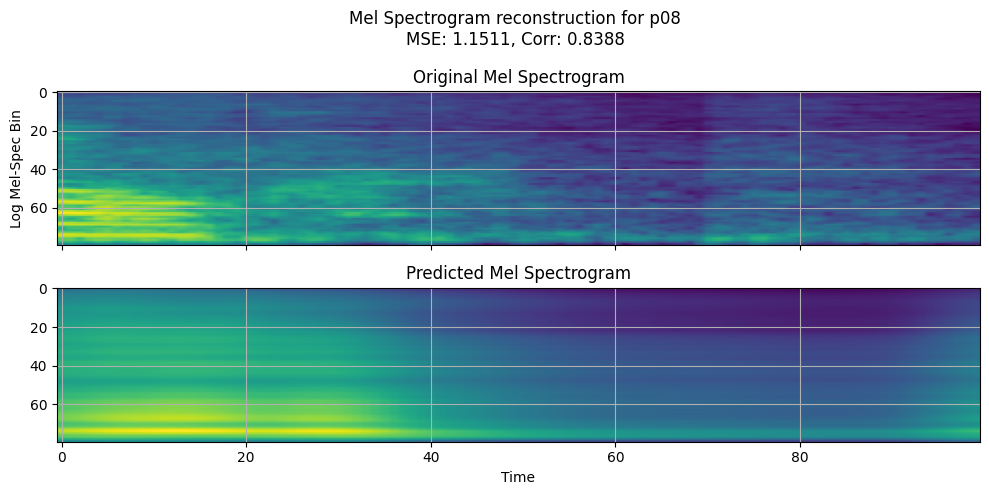 Mel Spectrogram reconstruction for p08
MSE: 1.1511, Corr: 0.8388
Original Mel Spectrogram
Log Mel-Spec Bin
0
20
40
60
Predicted Mel Spectrogram
0
20
40
60
0 20 40 60 80
Time